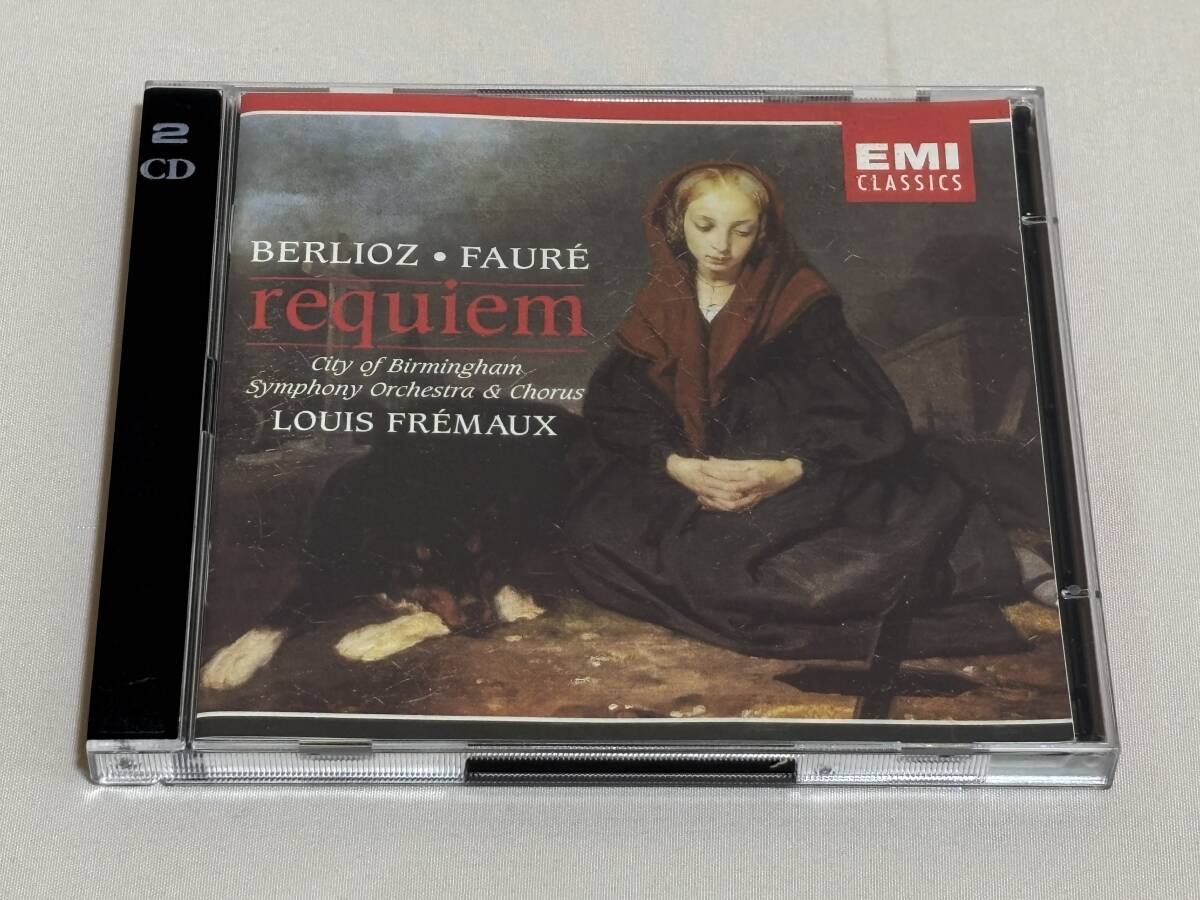 2
CD
EMI
CLASSICS
BERLIOZ • FAURÉ
requiem
City of Birmingham
Symphony Orchestra & Chorus
LOUIS FRÉMAUX